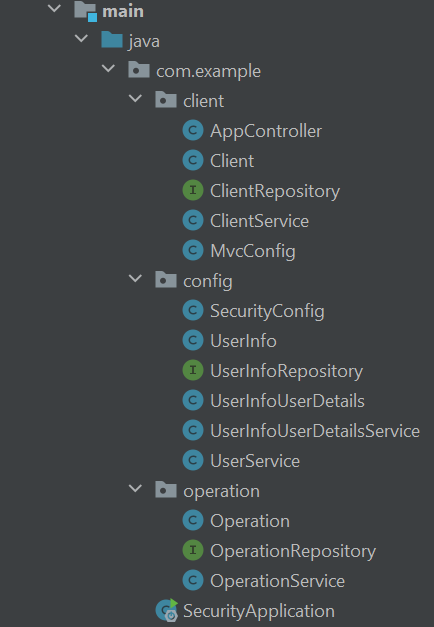 main
java
com.example
client
C AppController
C Client
I ClientRepository
C ClientService
C MvcConfig
config
C SecurityConfig
C UserInfo
I UserInfoRepository
C UserInfoUserDetails
C UserInfoUserDetailsService
C UserService
operation
C Operation
I OperationRepository
C OperationService
C SecurityApplication